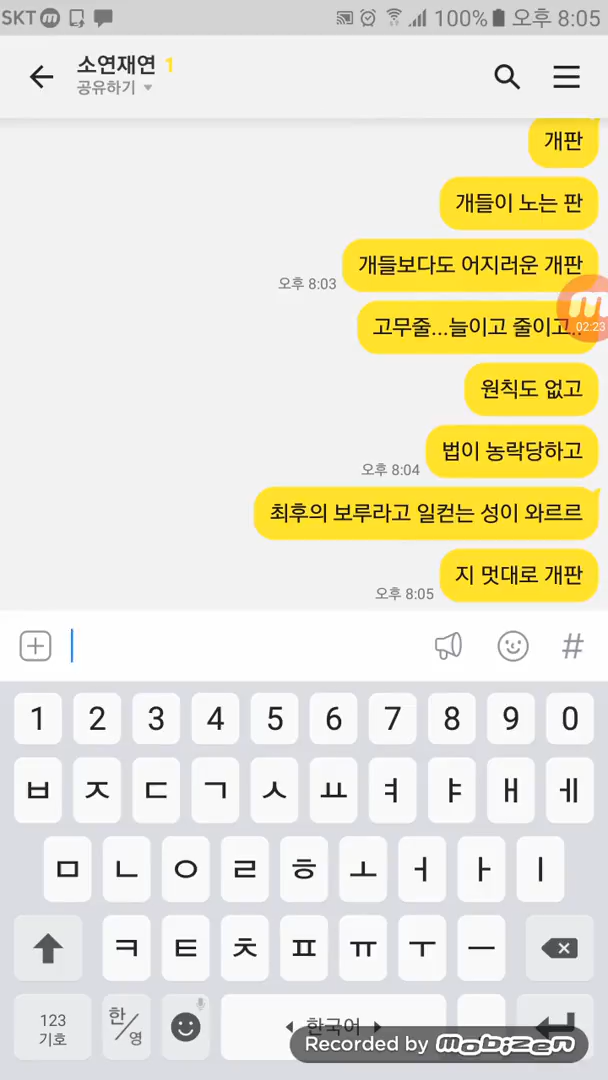 SKT 100% 오후 8:05
소연재연 1
공유하기
개판
개들이 노는 판
개들보다도 어지러운 개판
오후 8:03
고무줄...늘이고 줄이고..
02:23
원칙도 없고
법이 농락당하고
오후 8:04
최후의 보루라고 일컫는 성이 와르르
지 멋대로 개판
오후 8:05
#
1 2 3 4 5 6 7 8 9 0
ㅂ ㅈ ㄷ ㄱ ㅅ ㅛ ㅕ ㅑ ㅐ ㅔ
ㅁ ㄴ ㅇ ㄹ ㅎ ㅗ ㅓ ㅏ ㅣ
ㅋ ㅌ ㅊ ㅍ ㅠ ㅜ ㅡ
123 한/영 한국어
기호
Recorded by mobizen